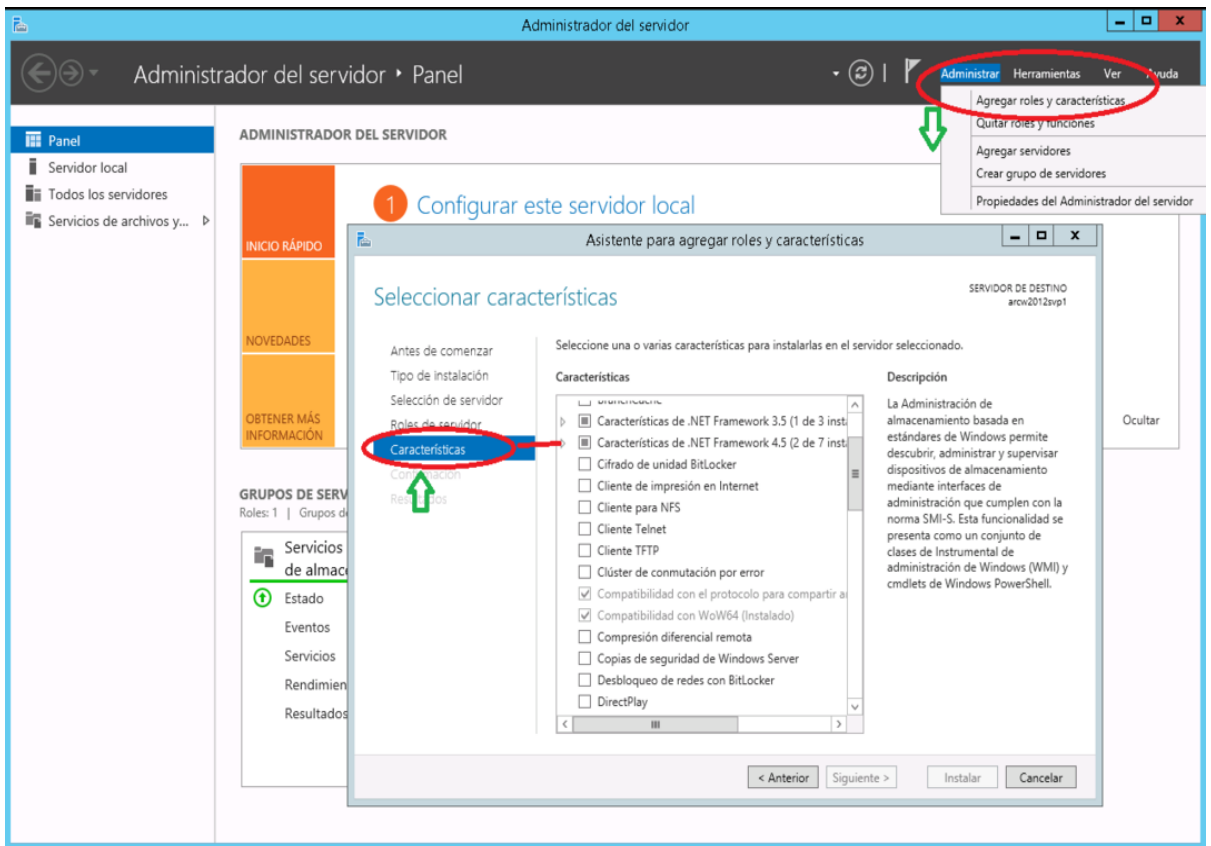 Administrador del servidor
Administrador del servidor • Panel
Administrar Herramientas Ver Ayuda
Agregar roles y características
Quitar roles y funciones
Agregar servidores
Crear grupo de servidores
Propiedades del Administrador del servidor
Panel
Servidor local
Todos los servidores
Servicios de archivos y...
ADMINISTRADOR DEL SERVIDOR
INICIO RÁPIDO
NOVEDADES
OBTENER MÁS
INFORMACIÓN
1 Configurar este servidor local
Ocultar
GRUPOS DE SERV
Roles: 1 | Grupos d
Servicios
de almac
Estado
Eventos
Servicios
Rendimien
Resultados
Asistente para agregar roles y características
Seleccionar características
SERVIDOR DE DESTINO
arcw2012svp1
Antes de comenzar
Tipo de instalación
Selección de servidor
Roles de servidor
Características
Confirmación
Resultados
Seleccione una o varias características para instalarlas en el servidor seleccionado.
Características
BranchCache
Características de .NET Framework 3.5 (1 de 3 inst
Características de .NET Framework 4.5 (2 de 7 inst
Cifrado de unidad BitLocker
Cliente de impresión en Internet
Cliente para NFS
Cliente Telnet
Cliente TFTP
Clúster de conmutación por error
Compatibilidad con el protocolo para compartir a
Compatibilidad con WoW64 (Instalado)
Compresión diferencial remota
Copias de seguridad de Windows Server
Desbloqueo de redes con BitLocker
DirectPlay
Descripción
La Administración de
almacenamiento basada en
estándares de Windows permite
descubrir, administrar y supervisar
dispositivos de almacenamiento
mediante interfaces de
administración que cumplen con la
norma SMI-S. Esta funcionalidad se
presenta como un conjunto de
clases de Instrumental de
administración de Windows (WMI) y
cmdlets de Windows PowerShell.
< Anterior
Siguiente >
Instalar
Cancelar